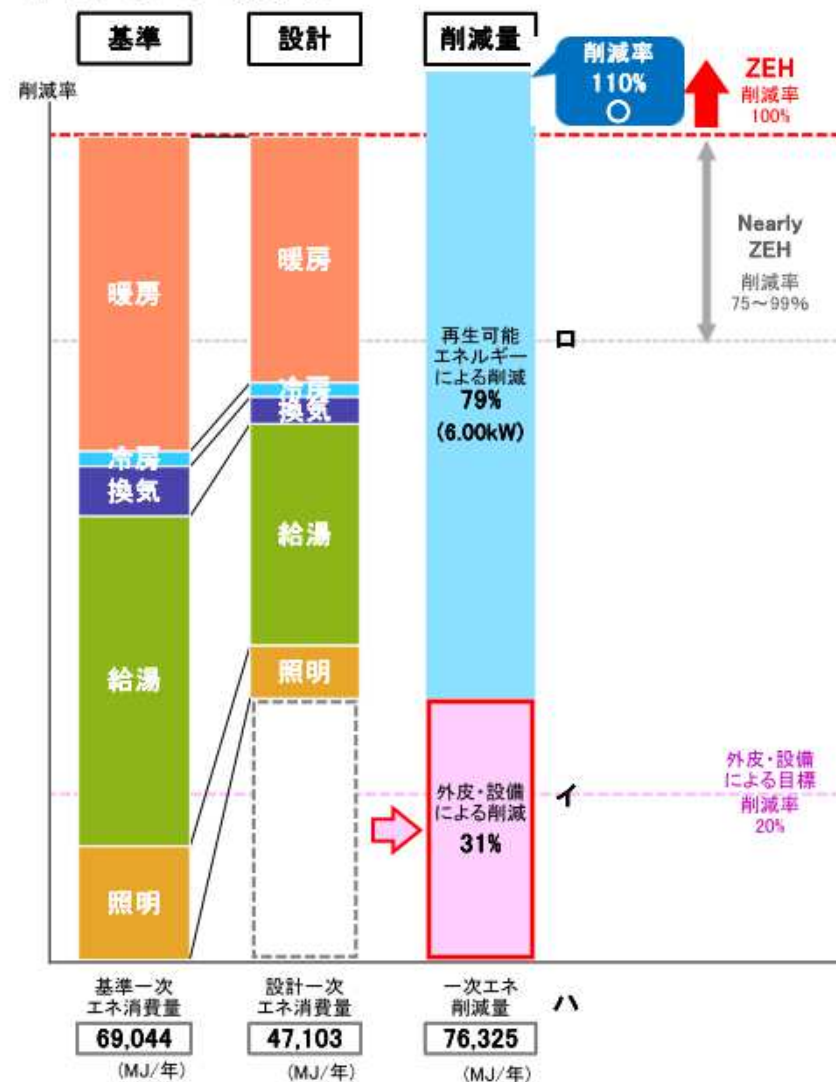 基準
設計
削減量
削減率
110%
○
ZEH
削減率
100%
削減率
Nearly
ZEH
削減率
75～99%
暖房
冷房
換気
給湯
照明
暖房
冷房
換気
給湯
照明
再生可能
エネルギー
による削減
79%
(6.00kW)
ロ
外皮・設備
による削減
31%
イ
外皮・設備
による目標
削減率
20%
基準一次
エネ消費量
69,044
(MJ/年)
設計一次
エネ消費量
47,103
(MJ/年)
一次エネ
削減量
76,325
(MJ/年)
ハ